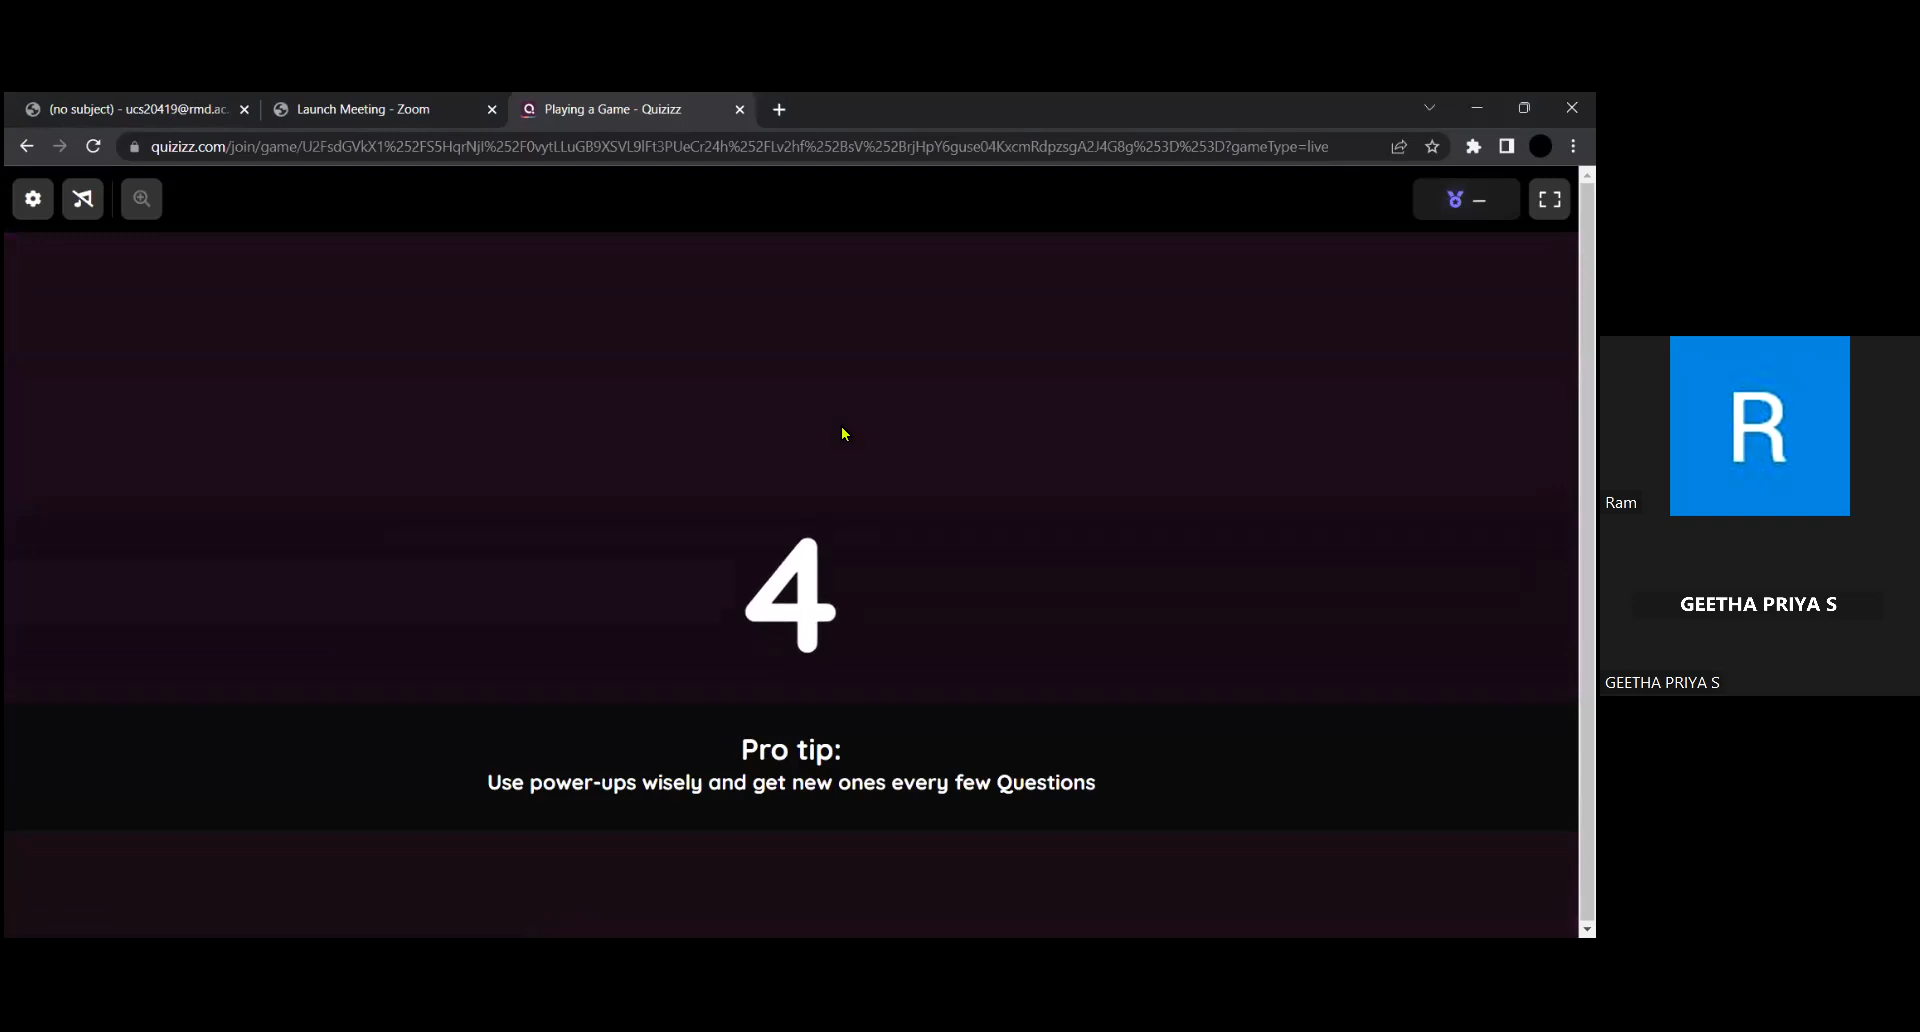 (no subject) - ucs20419@rmd.ac.
Launch Meeting - Zoom
Playing a Game - Quizizz
quizizz.com/join/game/U2FsdGVkX1%252FS5HqrNjI%252F0vytLLuGB9XSVL9lFt3PUeCr24h%252FLv2hf%252BsV%252BrjHpY6guse04KxcmRdpzsgA2J4G8g%253D%253D?gameType=live
4
Pro tip:
Use power-ups wisely and get new ones every few Questions
R
Ram
GEETHA PRIYA S
GEETHA PRIYA S